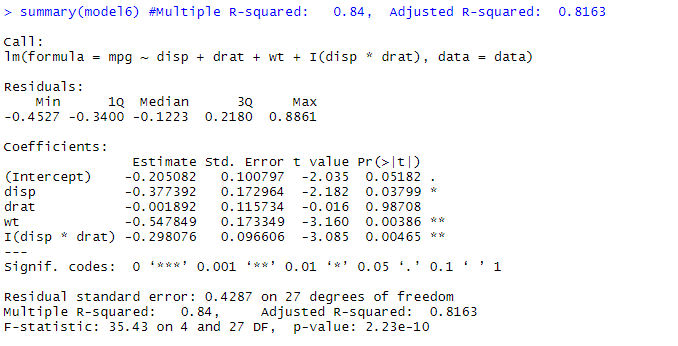 > summary(model6) #Multiple R-squared:   0.84,  Adjusted R-squared:  0.8163
Call:
lm(formula = mpg ~ disp + drat + wt + I(disp * drat), data = data)
Residuals:
    Min      1Q  Median      3Q     Max
-0.4527 -0.3400 -0.1223  0.2180  0.8861
Coefficients:
                Estimate Std. Error t value Pr(>|t|)
(Intercept)    -0.205082   0.100797  -2.035  0.05182 .
disp           -0.377392   0.172964  -2.182  0.03799 *
drat           -0.001892   0.115734  -0.016  0.98708
wt             -0.547849   0.173349  -3.160  0.00386 **
I(disp * drat) -0.298076   0.096606  -3.085  0.00465 **
---
Signif. codes:  0 ‘***’ 0.001 ‘**’ 0.01 ‘*’ 0.05 ‘.’ 0.1 ‘ ’ 1
Residual standard error: 0.4287 on 27 degrees of freedom
Multiple R-squared:   0.84,	Adjusted R-squared:  0.8163
F-statistic: 35.43 on 4 and 27 DF,  p-value: 2.23e-10